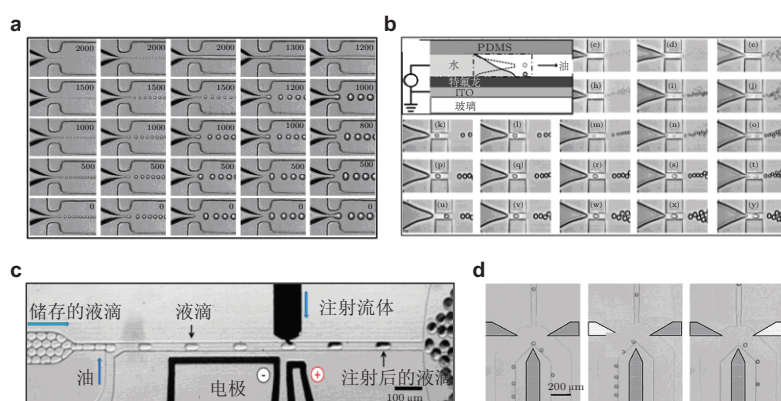 a
2000 2000 2000 1300 1200
1500 1500 1500 1200 1000
1000 1000 1000 1000 800
500 500 500 500 500
0 0 0 0 0
b
PDMS
水
油
特氟龙
ITO
玻璃
(c) (d) (e)
(h) (i) (j)
(k) (l) (m) (n) (o)
(p) (q) (r) (s) (t)
(u) (v) (w) (x) (y)
c
储存的液滴
液滴
注射流体
油
电极
-
+
注射后的液滴
100 μm
d
200 μm